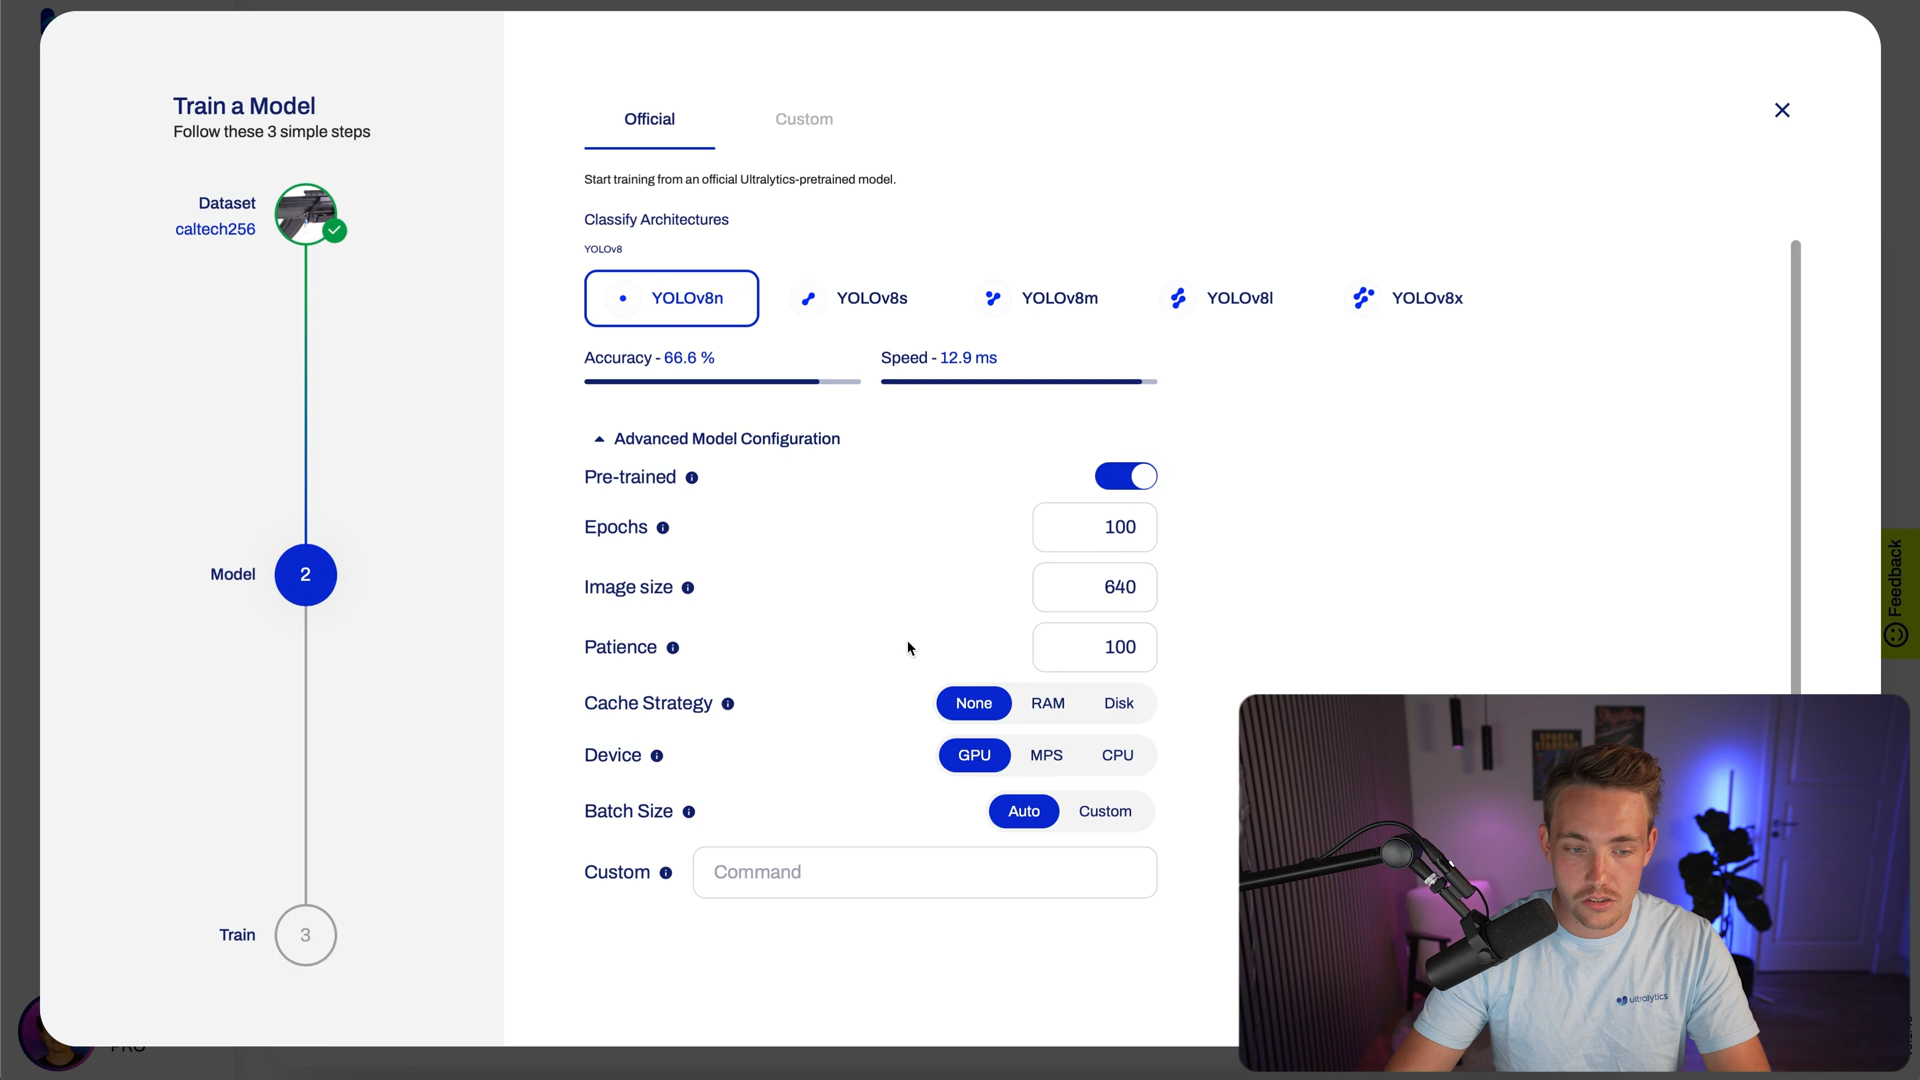 Train a Model
Follow these 3 simple steps
Dataset
caltech256
Model
2
Train
3
Official
Custom
Start training from an official Ultralytics-pretrained model.
Classify Architectures
YOLOv8
YOLOv8n
YOLOv8s
YOLOv8m
YOLOv8l
YOLOv8x
Accuracy - 66.6 %
Speed - 12.9 ms
Advanced Model Configuration
Pre-trained
Epochs
100
Image size
640
Patience
100
Cache Strategy
None
RAM
Disk
Device
GPU
MPS
CPU
Batch Size
Auto
Custom
Custom
Command
Feedback
ultralytics